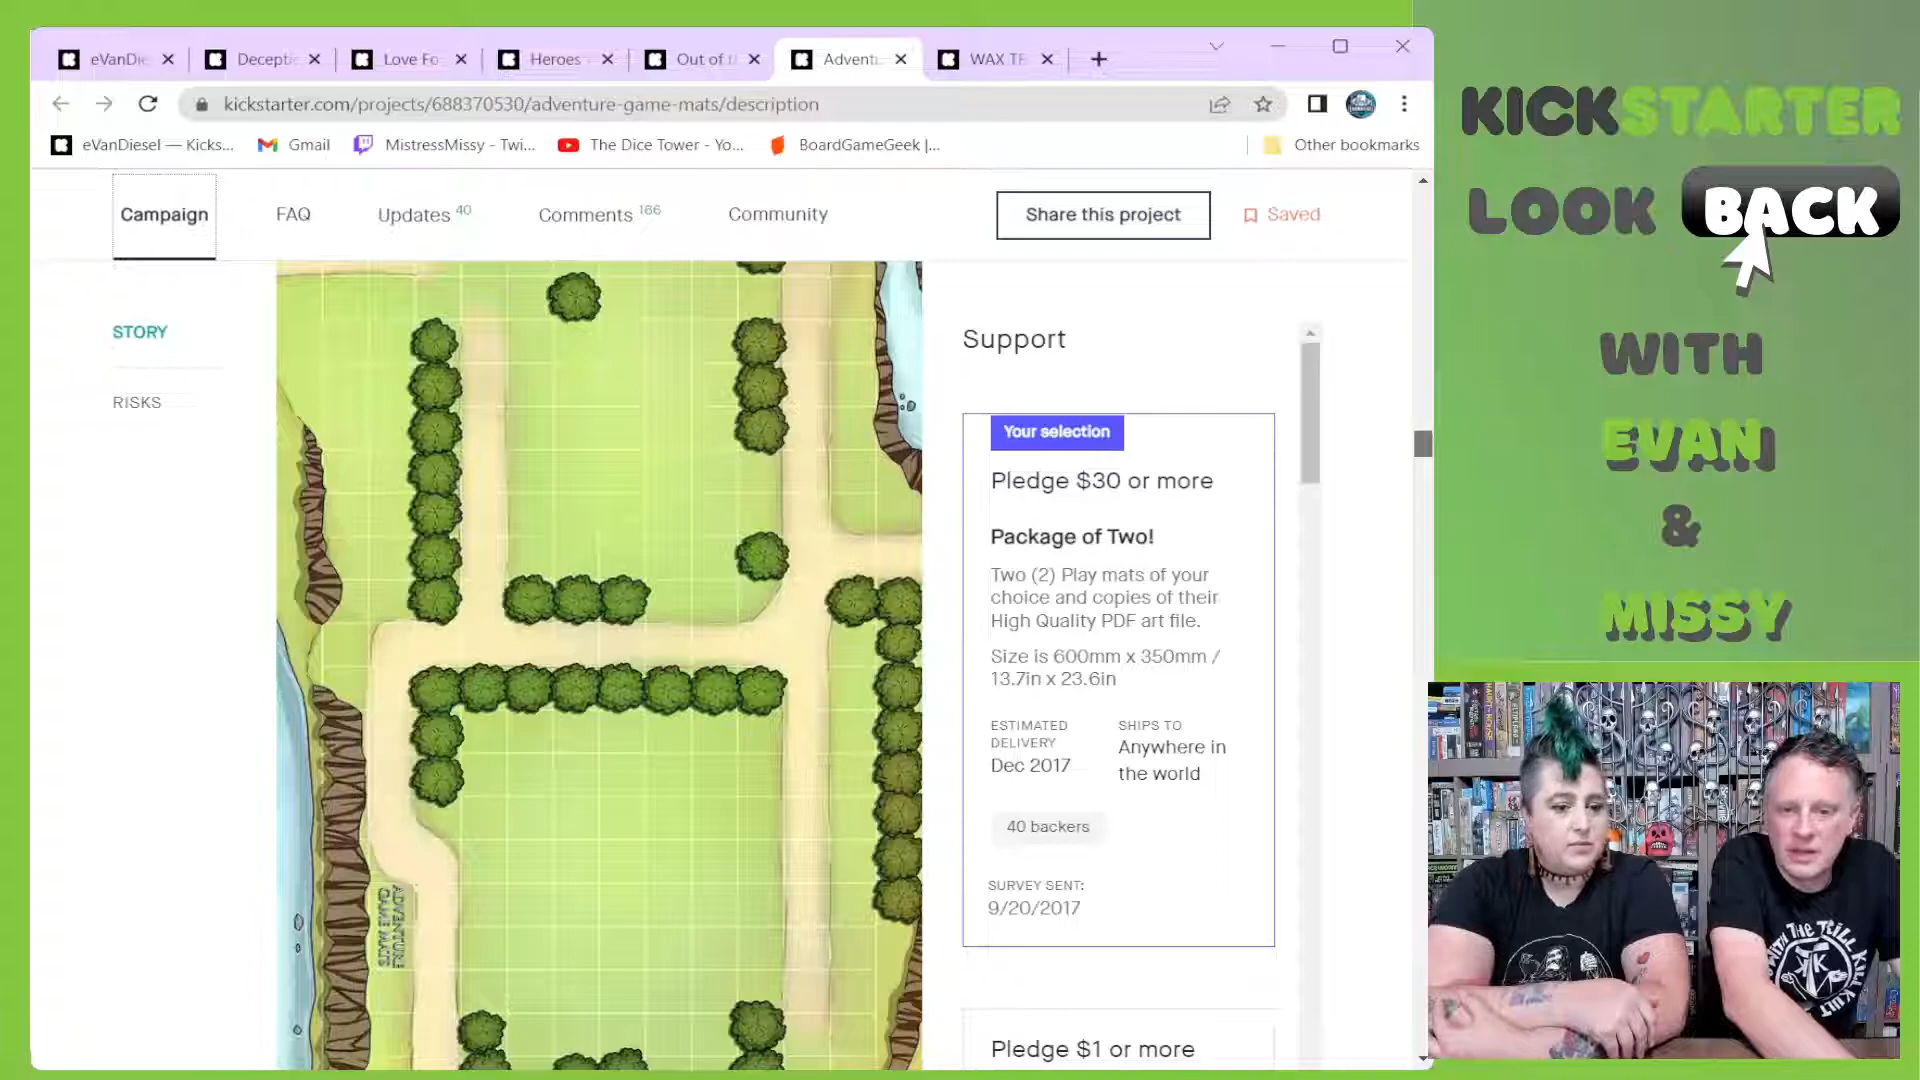 eVanDie
Decepti
Love Fo
Heroes
Out of t
Adventu
WAX TR
kickstarter.com/projects/688370530/adventure-game-mats/description
eVanDiesel — Kicks...
Gmail
MistressMissy - Twi...
The Dice Tower - Yo...
BoardGameGeek |...
Other bookmarks
Campaign
FAQ
Updates 40
Comments 166
Community
Share this project
Saved
STORY
RISKS
ADVENTURE
GAME MATS
Support
Your selection
Pledge $30 or more
Package of Two!
Two (2) Play mats of your
choice and copies of their
High Quality PDF art file.
Size is 600mm x 350mm /
13.7in x 23.6in
ESTIMATED
DELIVERY
Dec 2017
SHIPS TO
Anywhere in
the world
40 backers
SURVEY SENT:
9/20/2017
Pledge $1 or more
KICKSTARTER
LOOK BACK
WITH
EVAN
&
MISSY